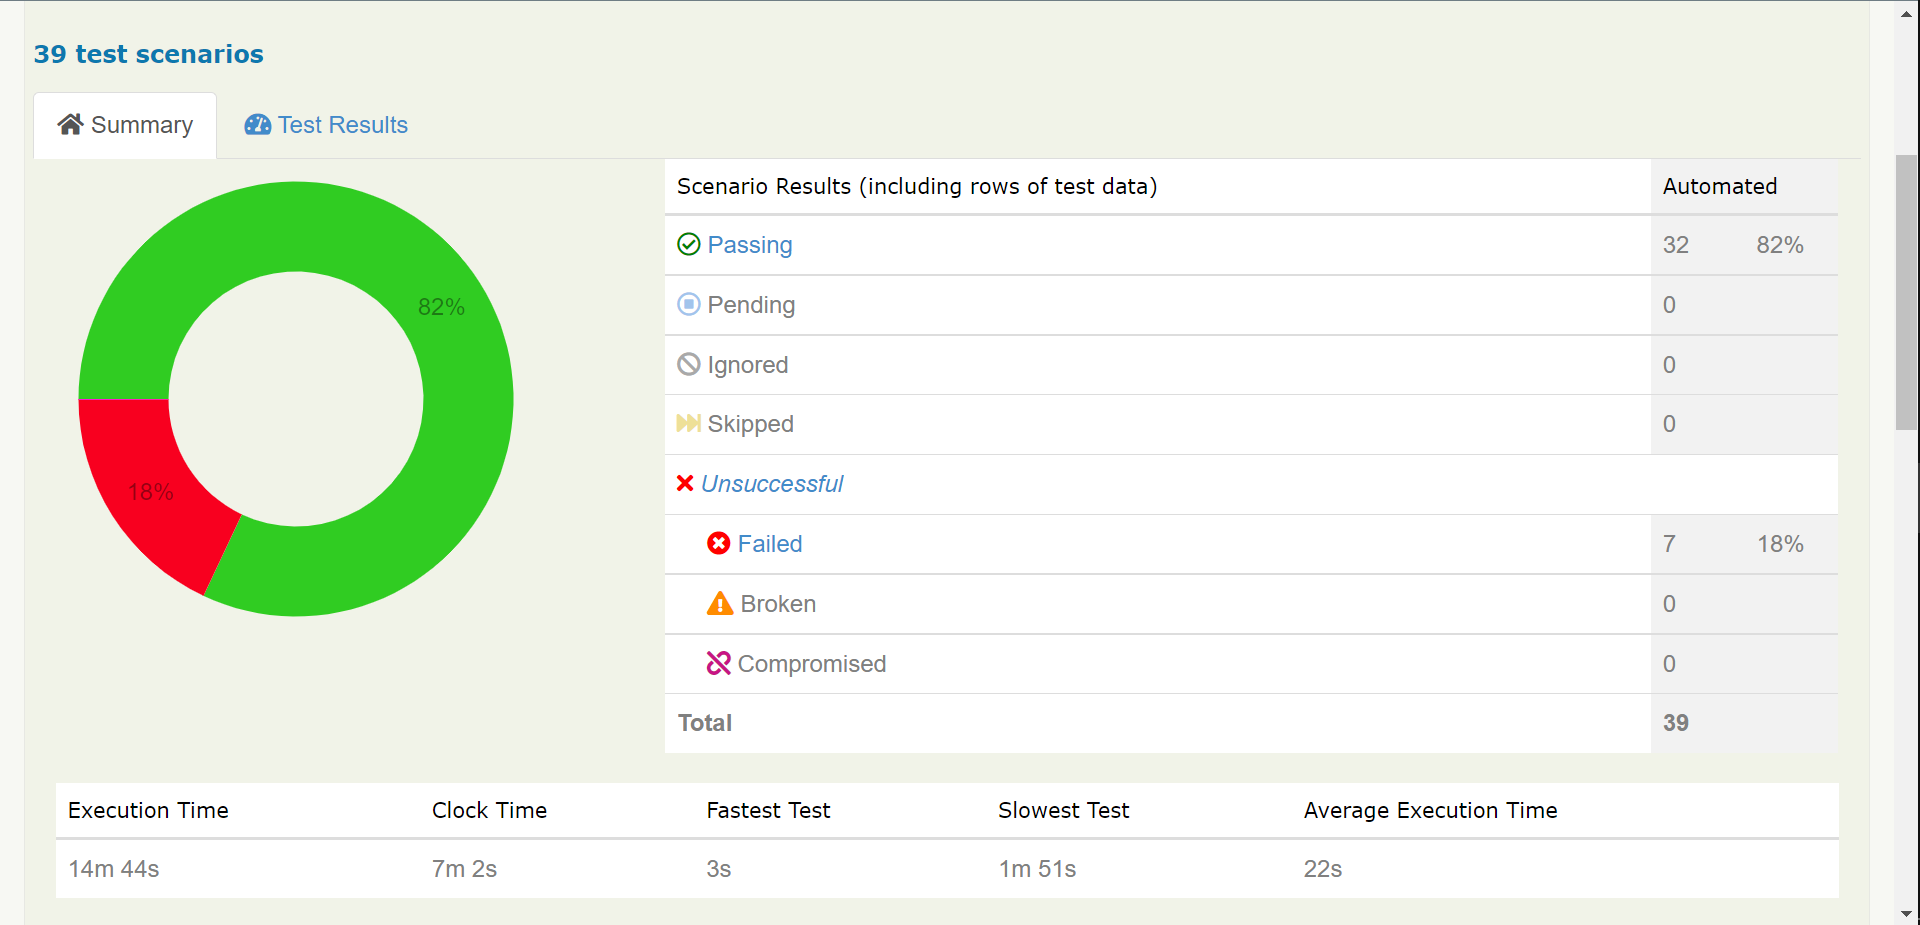 39 test scenarios
Summary Test Results
82%
18%
Scenario Results (including rows of test data) Automated
Passing 32 82%
Pending 0
Ignored 0
Skipped 0
Unsuccessful
Failed 7 18%
Broken 0
Compromised 0
Total 39
Execution Time Clock Time Fastest Test Slowest Test Average Execution Time
14m 44s 7m 2s 3s 1m 51s 22s